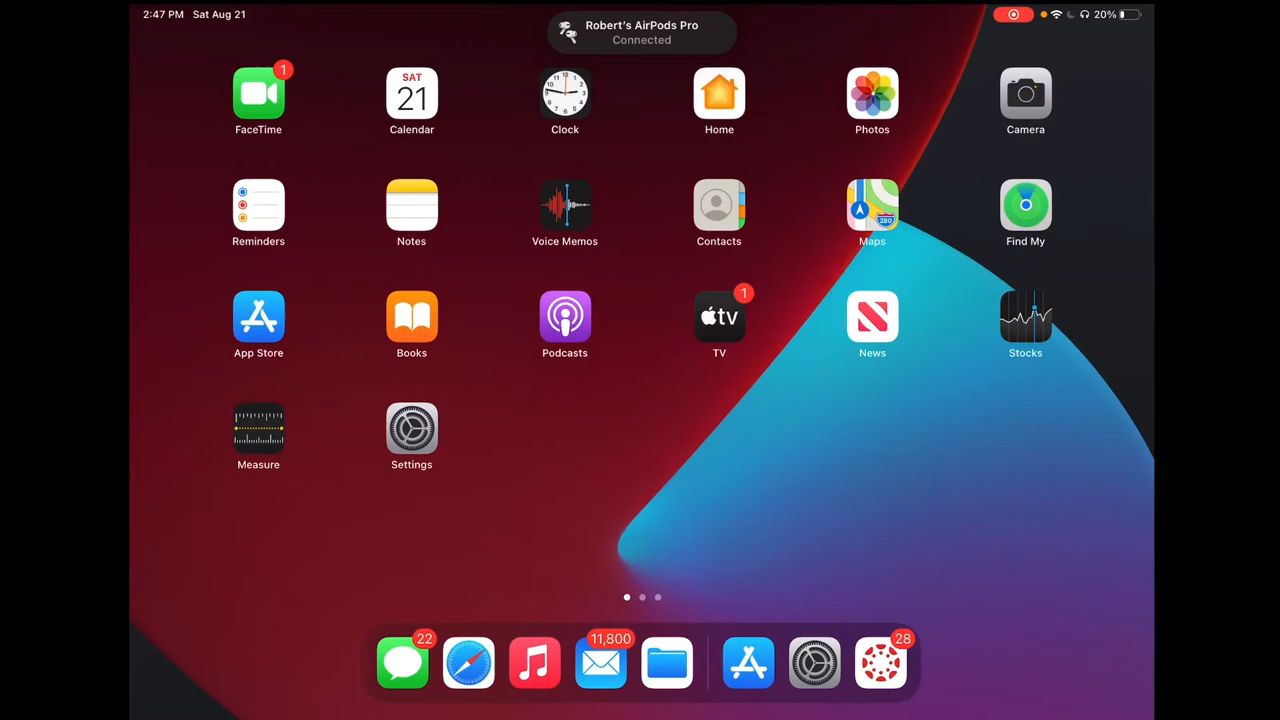 2:47 PM Sat Aug 21
Robert's AirPods Pro
Connected
20%
1
SAT
21
12
FaceTime
Calendar
Clock
Home
Photos
Camera
280
Reminders
Notes
Voice Memos
Contacts
Maps
Find My
1
tv
App Store
Books
Podcasts
TV
News
Stocks
Measure
Settings
22
11,800
28